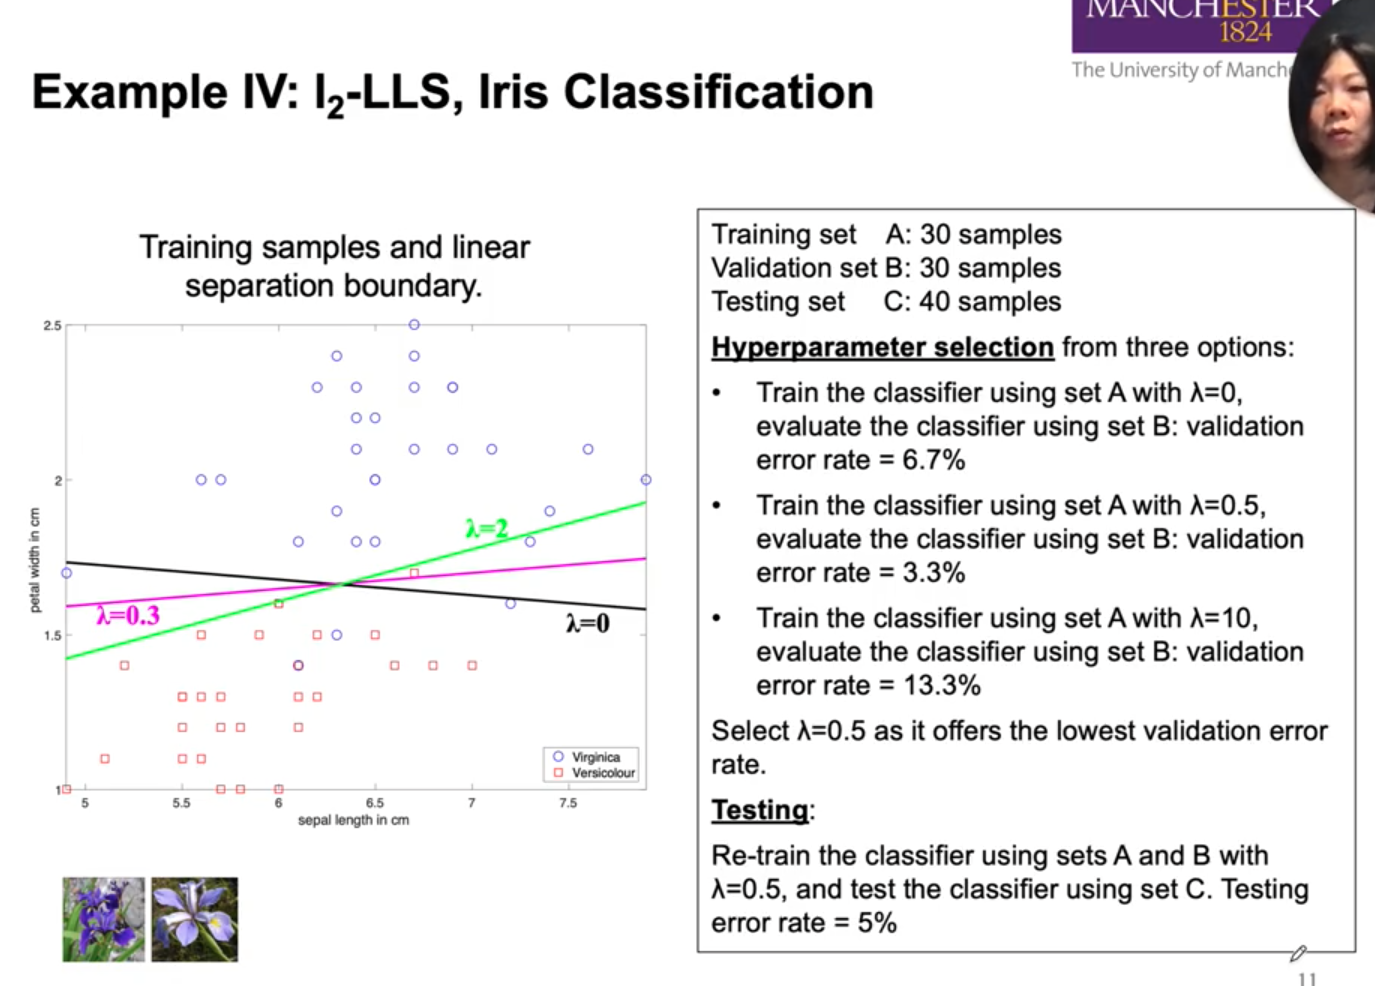 MANCHESTER
1824
The University of Manch
Example IV: l₂-LLS, Iris Classification
Training samples and linear
separation boundary.
2.5
2
1.5
1
petal width in cm
5
5.5
6
6.5
7
7.5
sepal length in cm
λ=2
λ=0.3
λ=0
Virginica
Versicolour
Training set A: 30 samples
Validation set B: 30 samples
Testing set C: 40 samples
Hyperparameter selection from three options:
• Train the classifier using set A with λ=0,
evaluate the classifier using set B: validation
error rate = 6.7%
• Train the classifier using set A with λ=0.5,
evaluate the classifier using set B: validation
error rate = 3.3%
• Train the classifier using set A with λ=10,
evaluate the classifier using set B: validation
error rate = 13.3%
Select λ=0.5 as it offers the lowest validation error
rate.
Testing:
Re-train the classifier using sets A and B with
λ=0.5, and test the classifier using set C. Testing
error rate = 5%
11